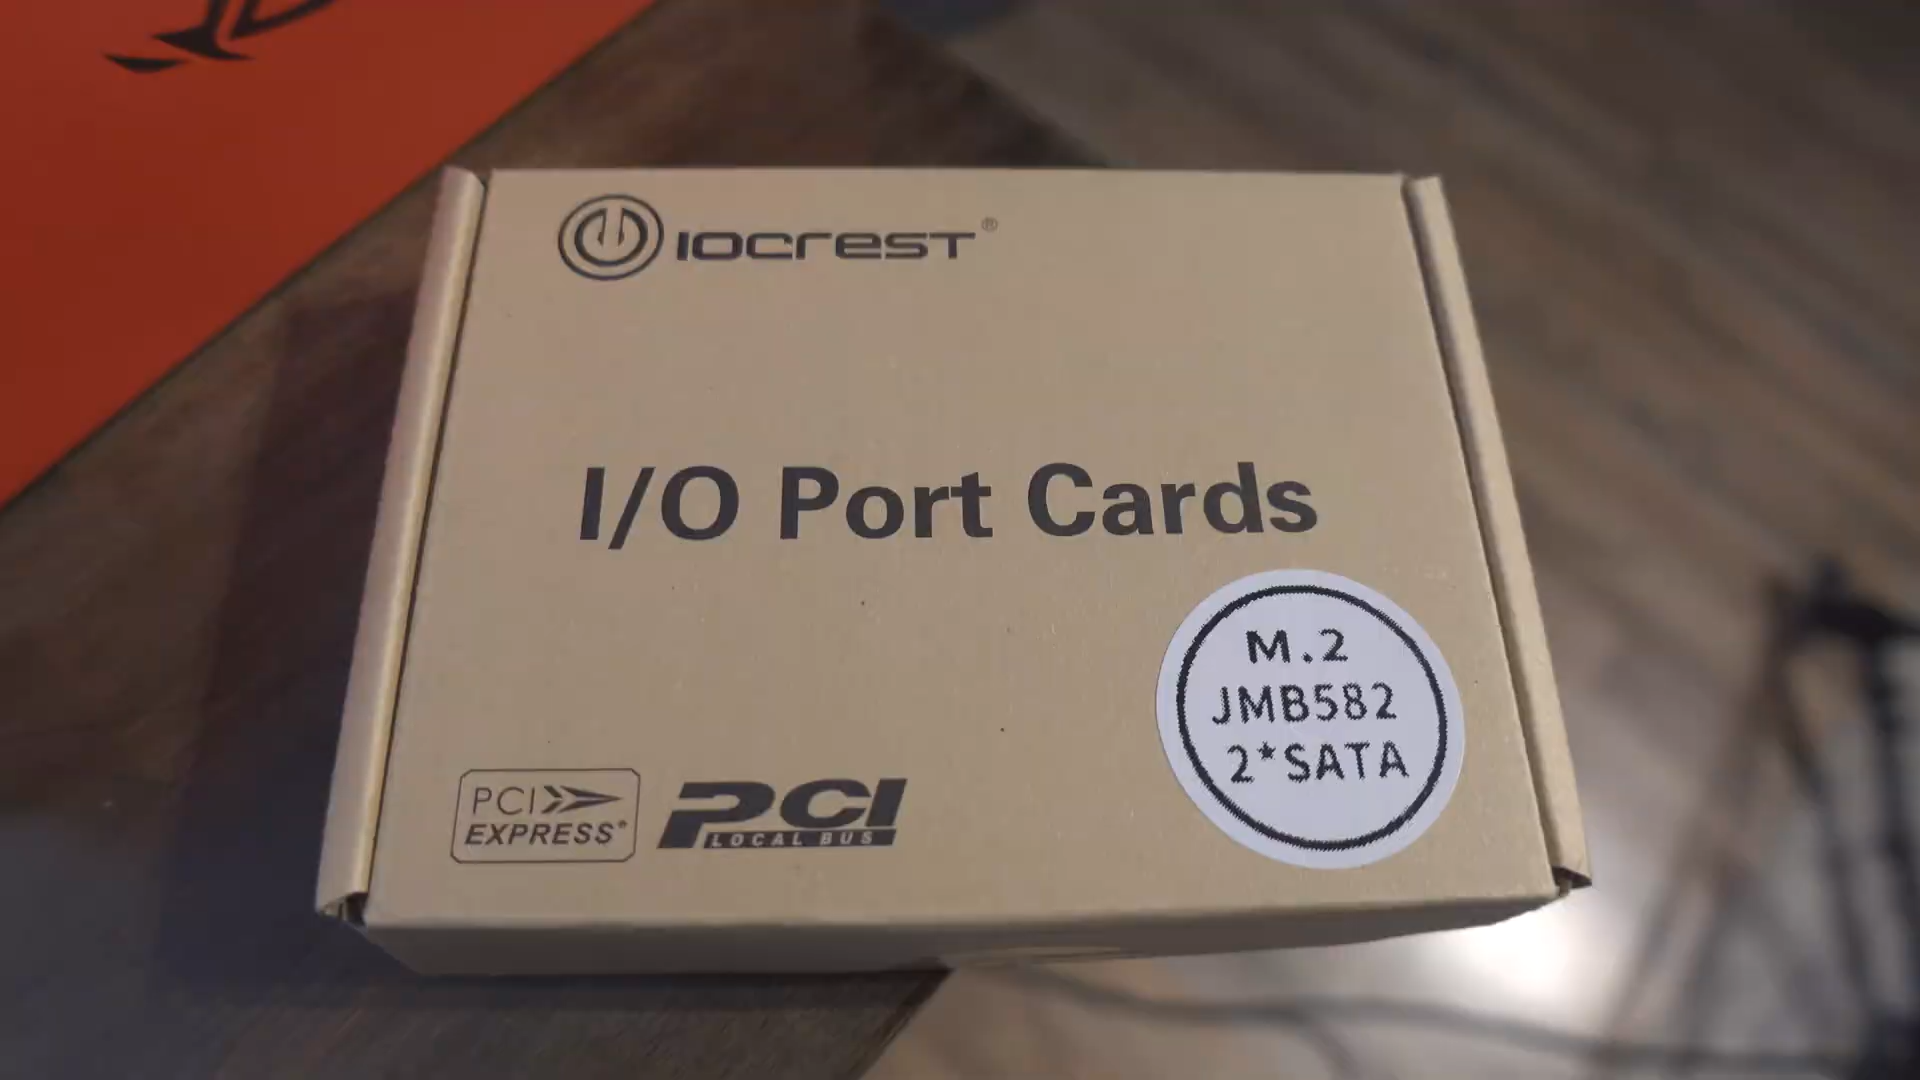 IOCREST®
I/O Port Cards
M.2
JMB582
2*SATA
PCI
EXPRESS®
PCI
LOCAL BUS